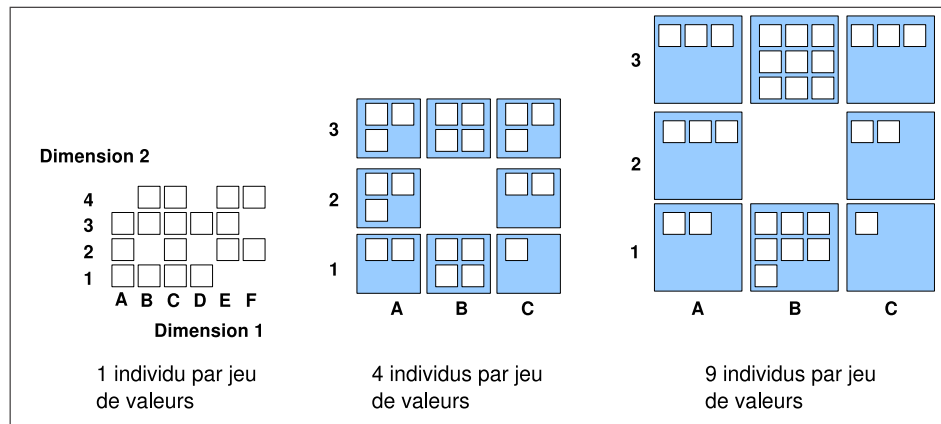 Dimension 2
4
3
2
1
A B C D E F
Dimension 1
1 individu par jeu
de valeurs
3
2
1
A B C
4 individus par jeu
de valeurs
3
2
1
A B C
9 individus par jeu
de valeurs